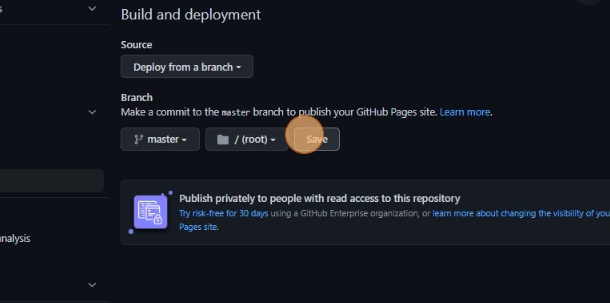 Build and deployment
Source
Deploy from a branch
Branch
Make a commit to the master branch to publish your GitHub Pages site. Learn more.
master
/ (root)
Save
Publish privately to people with read access to this repository
Try risk-free for 30 days using a GitHub Enterprise organization, or learn more about changing the visibility of you
Pages site.
nalysis